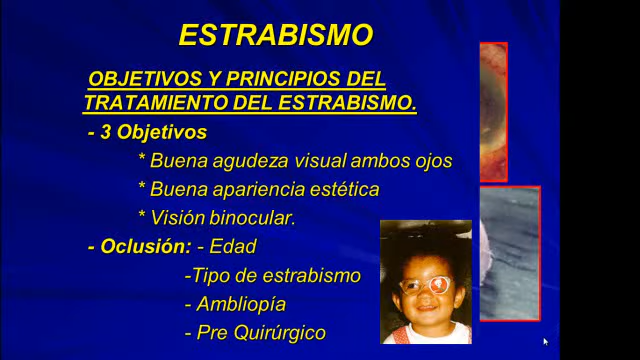 ESTRABISMO
OBJETIVOS Y PRINCIPIOS DEL
TRATAMIENTO DEL ESTRABISMO.
- 3 Objetivos
* Buena agudeza visual ambos ojos
* Buena apariencia estética
* Visión binocular.
- Oclusión: - Edad
-Tipo de estrabismo
- Ambliopía
- Pre Quirúrgico